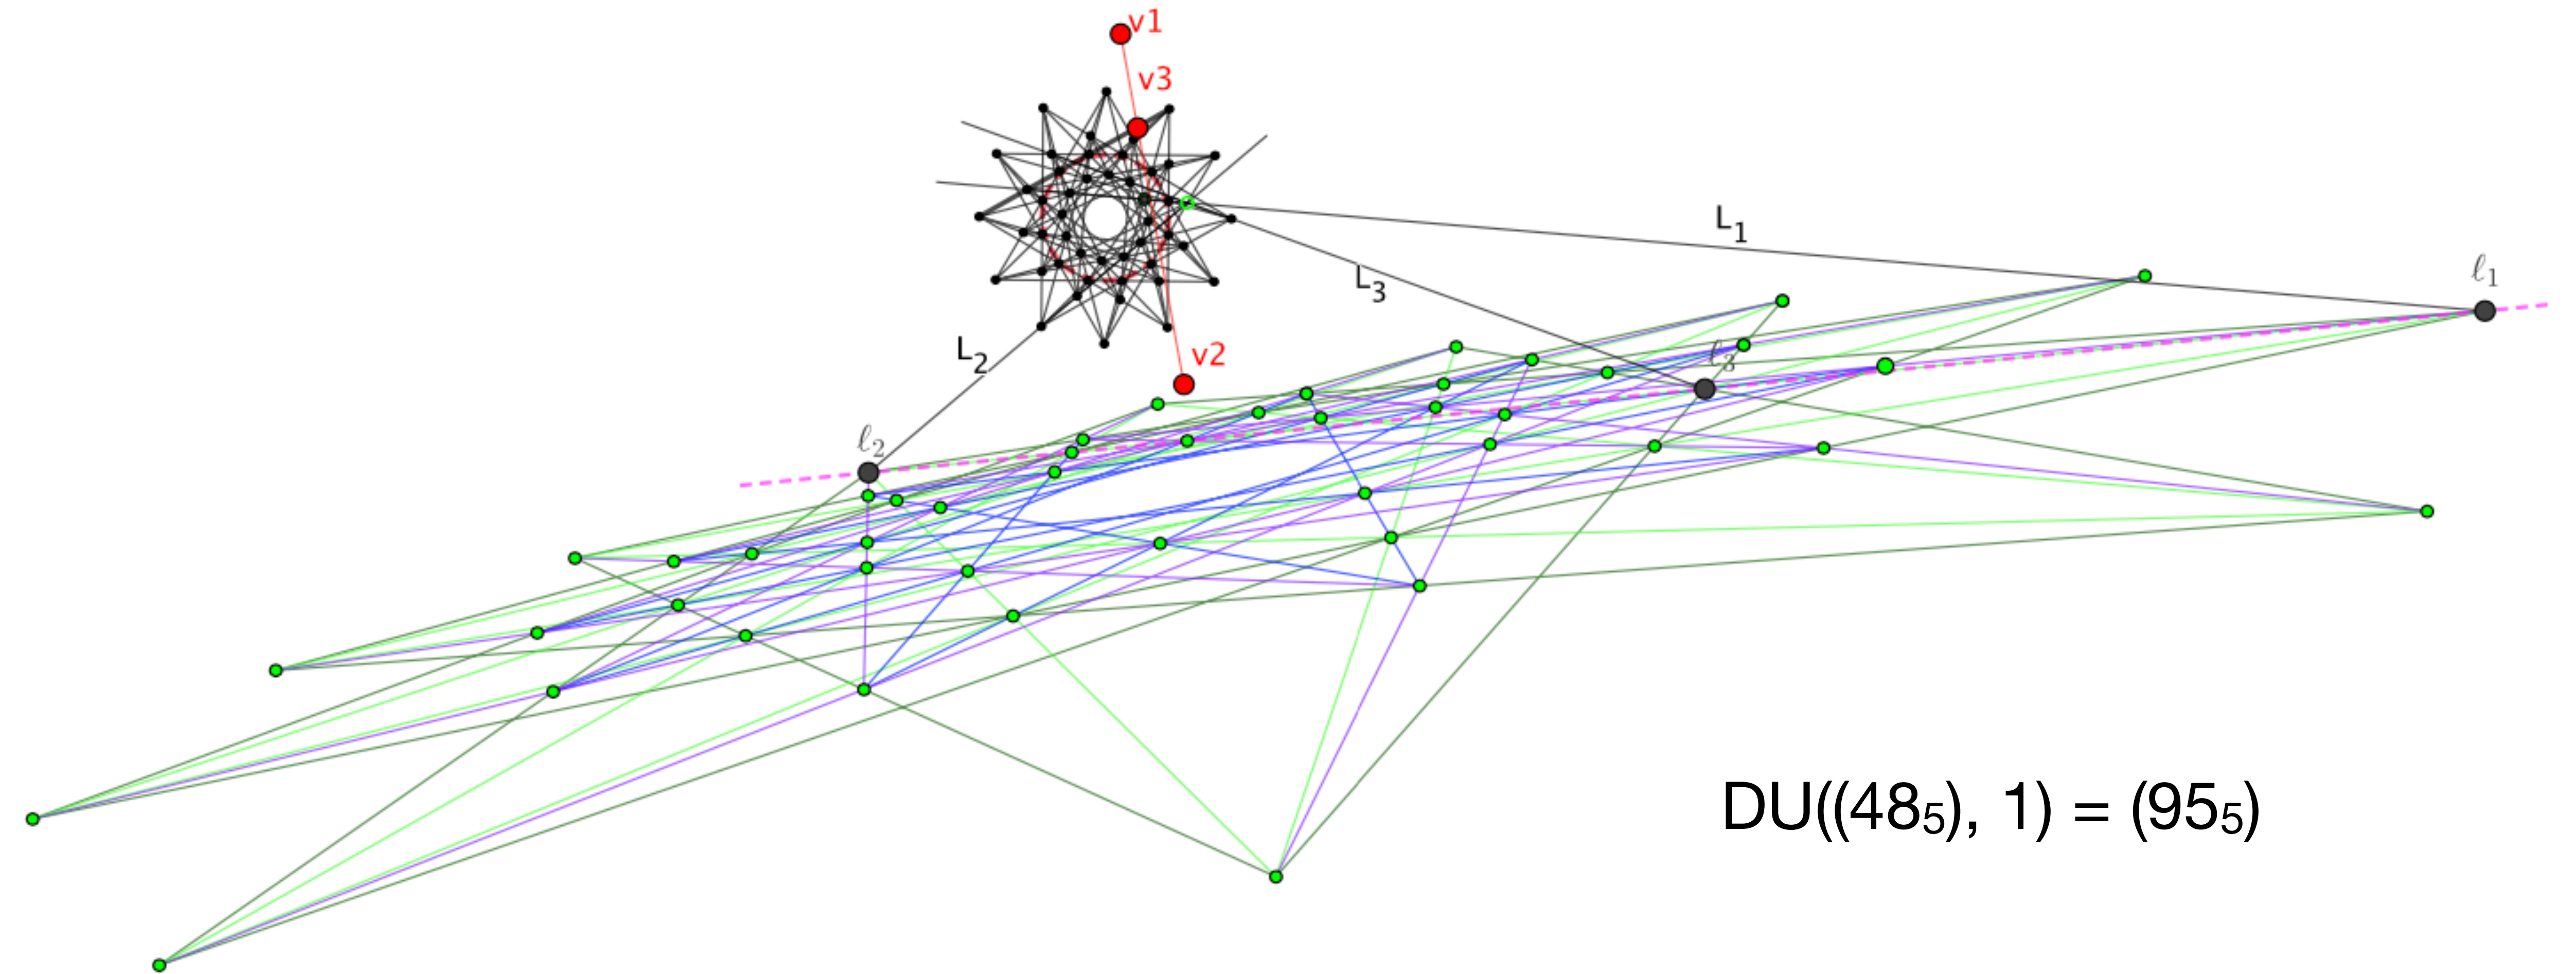 v1
v3
L₁
ℓ₁
L₃
L₂
v2
ℓ₃
ℓ₂
DU((48₅), 1) = (95₅)